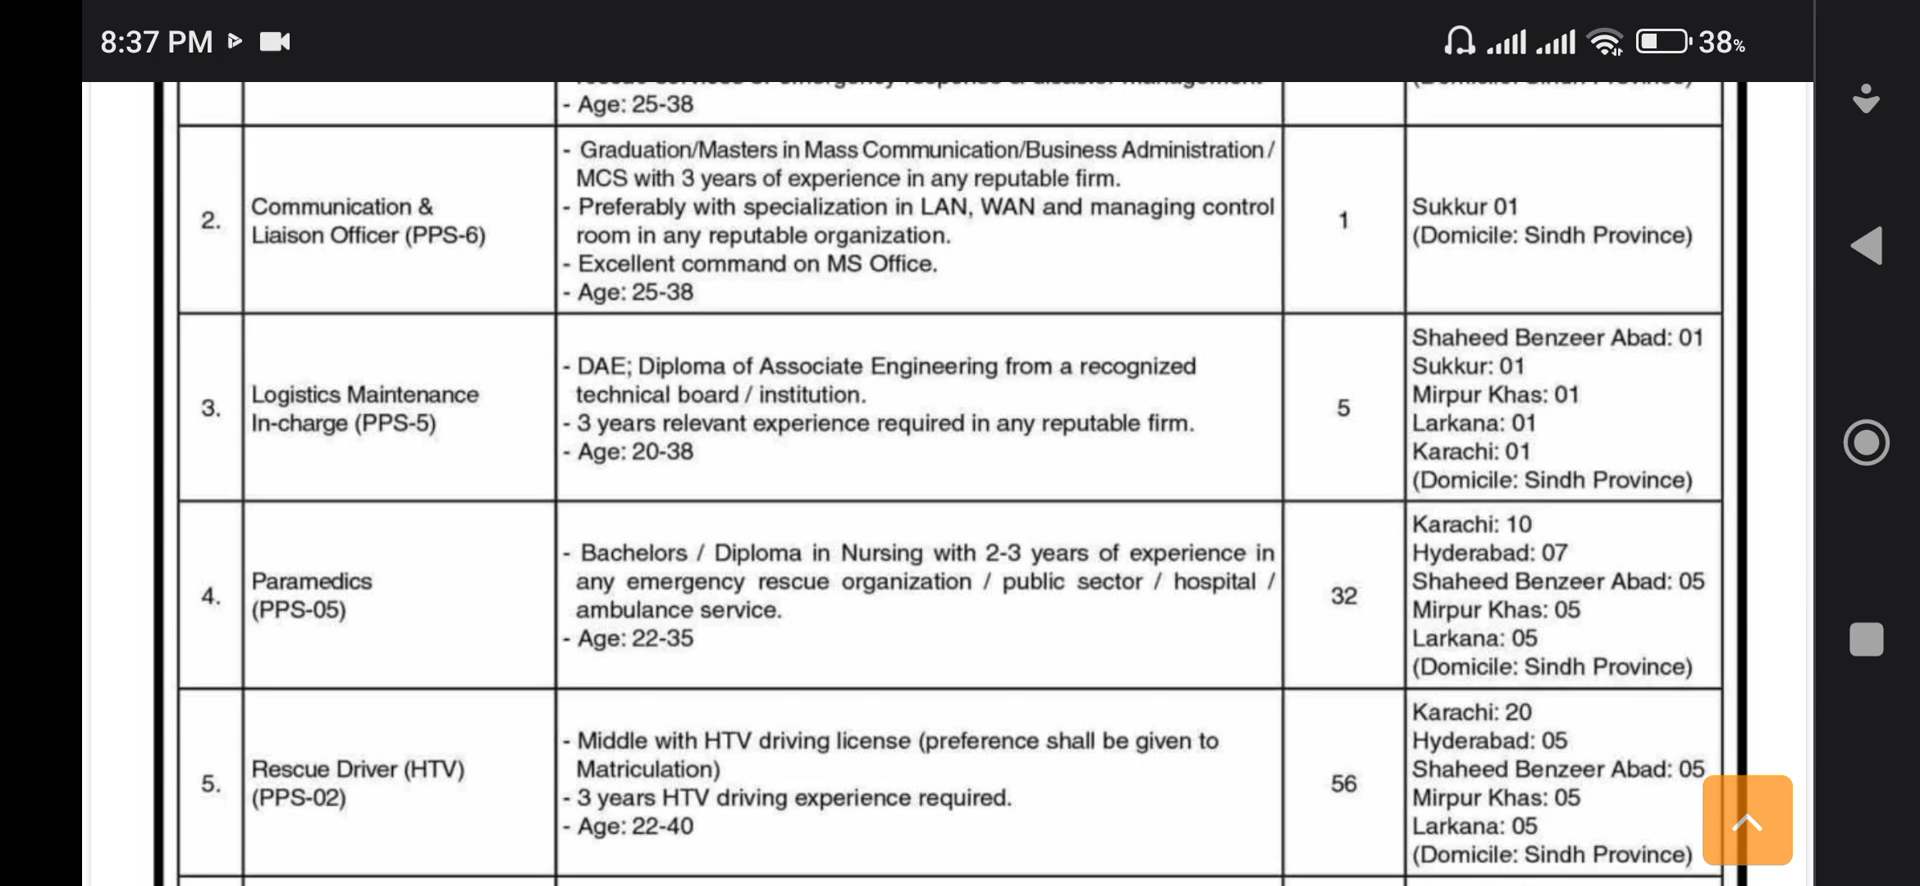 8:37 PM
38%
- Age: 25-38
2.
Communication &
Liaison Officer (PPS-6)
- Graduation/Masters in Mass Communication/Business Administration/
MCS with 3 years of experience in any reputable firm.
- Preferably with specialization in LAN, WAN and managing control
room in any reputable organization.
- Excellent command on MS Office.
- Age: 25-38
1
Sukkur 01
(Domicile: Sindh Province)
3.
Logistics Maintenance
In-charge (PPS-5)
- DAE; Diploma of Associate Engineering from a recognized
technical board / institution.
- 3 years relevant experience required in any reputable firm.
- Age: 20-38
5
Shaheed Benzeer Abad: 01
Sukkur: 01
Mirpur Khas: 01
Larkana: 01
Karachi: 01
(Domicile: Sindh Province)
4.
Paramedics
(PPS-05)
- Bachelors / Diploma in Nursing with 2-3 years of experience in
any emergency rescue organization / public sector / hospital /
ambulance service.
- Age: 22-35
32
Karachi: 10
Hyderabad: 07
Shaheed Benzeer Abad: 05
Mirpur Khas: 05
Larkana: 05
(Domicile: Sindh Province)
5.
Rescue Driver (HTV)
(PPS-02)
- Middle with HTV driving license (preference shall be given to
Matriculation)
- 3 years HTV driving experience required.
- Age: 22-40
56
Karachi: 20
Hyderabad: 05
Shaheed Benzeer Abad: 05
Mirpur Khas: 05
Larkana: 05
(Domicile: Sindh Province)